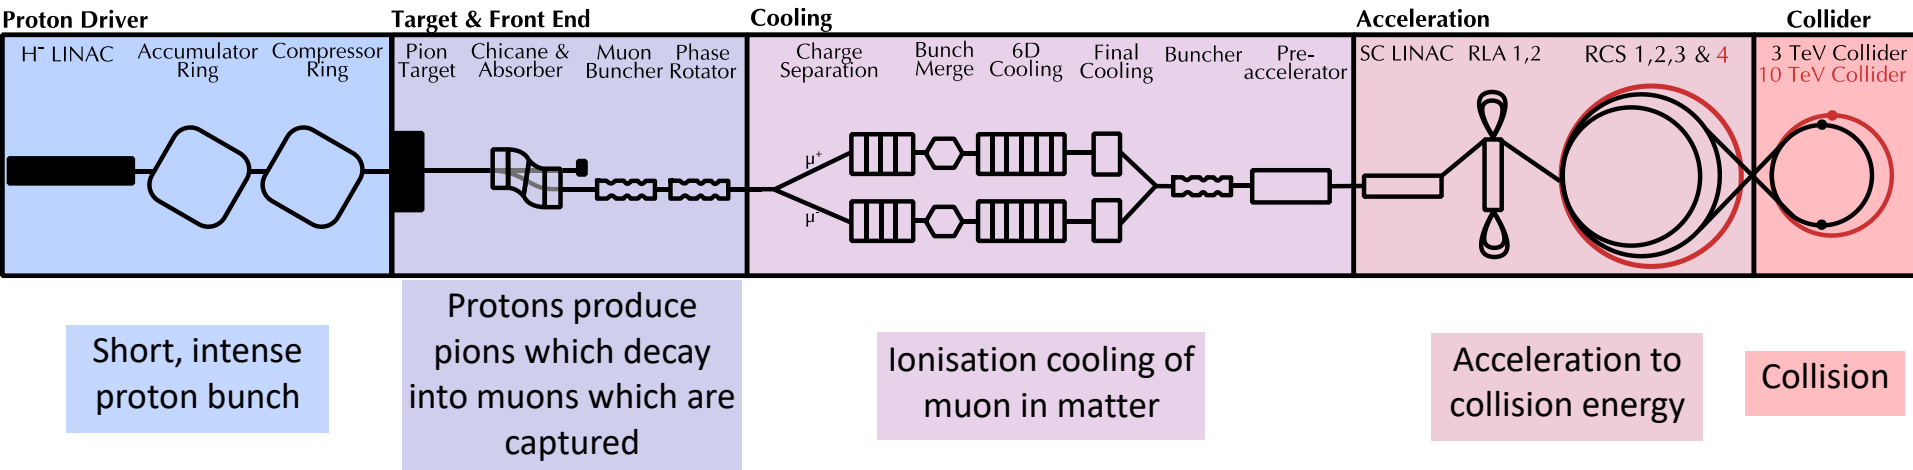 Proton Driver
Target & Front End
Cooling
Acceleration
Collider
H⁻ LINAC
Accumulator
Ring
Compressor
Ring
Pion
Target
Chicane &
Absorber
Muon
Buncher
Phase
Rotator
Charge
Separation
Bunch
Merge
6D
Cooling
Final
Cooling
Buncher
Pre-
accelerator
SC LINAC
RLA 1,2
RCS 1,2,3 & 4
3 TeV Collider
10 TeV Collider
μ⁺
μ⁻
Short, intense
proton bunch
Protons produce
pions which decay
into muons which are
captured
Ionisation cooling of
muon in matter
Acceleration to
collision energy
Collision